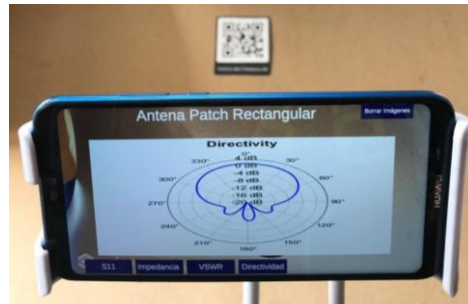 Antena Patch Rectangular
Borrar Imágenes
Directivity
0°
330°
30°
300°
60°
270°
90°
240°
120°
210°
150°
180°
4 dB
0 dB
-4 dB
-8 dB
-12 dB
-16 dB
-20 dB
S11
Impedancia
VSWR
Directividad
HUAWEI